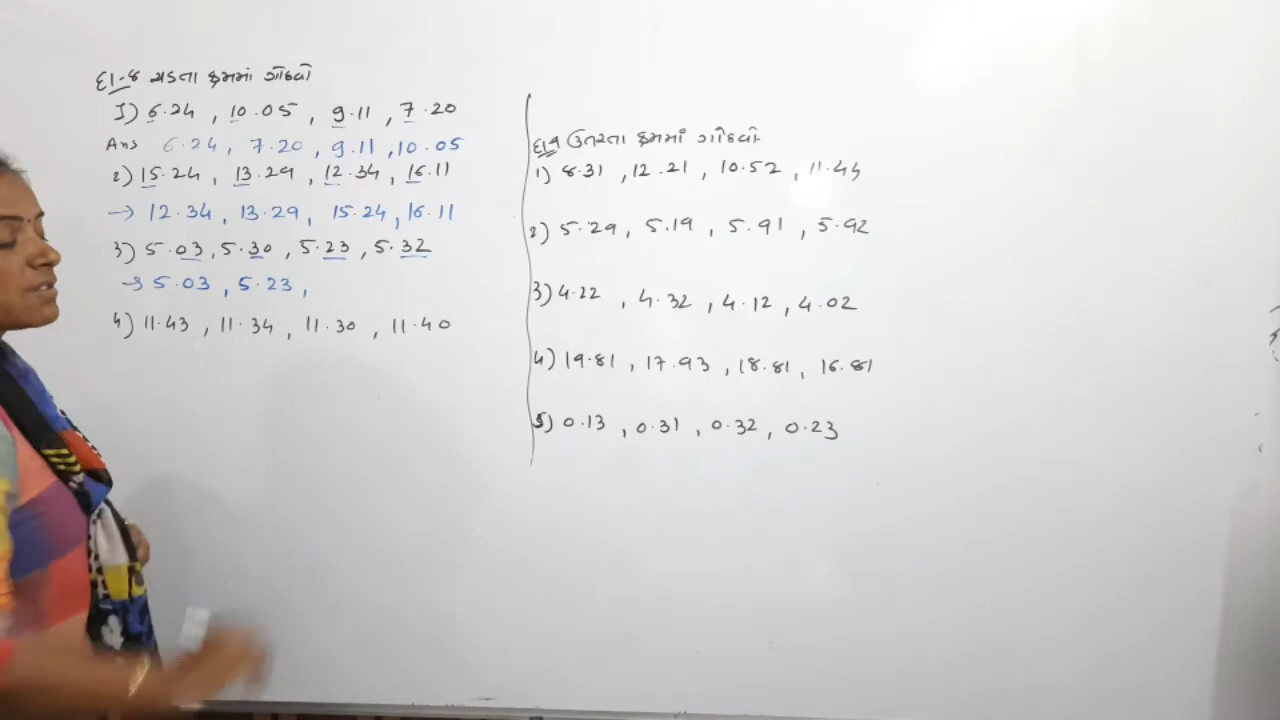 દા-૪ ચડતા ક્રમમાં ગોઠવો
1) 6.24 , 10.05 , 9.11 , 7.20
Ans 6.24, 7.20 , 9.11 , 10.05
2) 15.24 , 13.29 , 12.34 , 16.11
→ 12.34 , 13.29 , 15.24 , 16.11
3) 5.03 , 5.30 , 5.23 , 5.32
→ 5.03 , 5.23 ,
4) 11.43 , 11.34 , 11.30 , 11.40
ઉતરતા ક્રમમાં ગોઠવો
1) 8.31 , 12.21 , 10.52 , 11.45
2) 5.29 , 5.19 , 5.91 , 5.92
3) 4.22 , 4.32 , 4.12 , 4.02
4) 19.81 , 17.93 , 18.81 , 16.81
5) 0.13 , 0.31 , 0.32 , 0.23